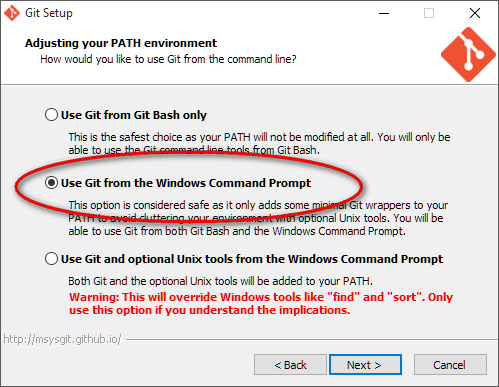 Git Setup
Adjusting your PATH environment
How would you like to use Git from the command line?
Use Git from Git Bash only
This is the safest choice as your PATH will not be modified at all. You will only be
able to use the Git command line tools from Git Bash.
Use Git from the Windows Command Prompt
This option is considered safe as it only adds some minimal Git wrappers to your
PATH to avoid cluttering your environment with optional Unix tools. You will be
able to use Git from both Git Bash and the Windows Command Prompt.
Use Git and optional Unix tools from the Windows Command Prompt
Both Git and the optional Unix tools will be added to your PATH.
Warning: This will override Windows tools like "find" and "sort". Only
use this option if you understand the implications.
http://msysgit.github.io/
< Back Next > Cancel